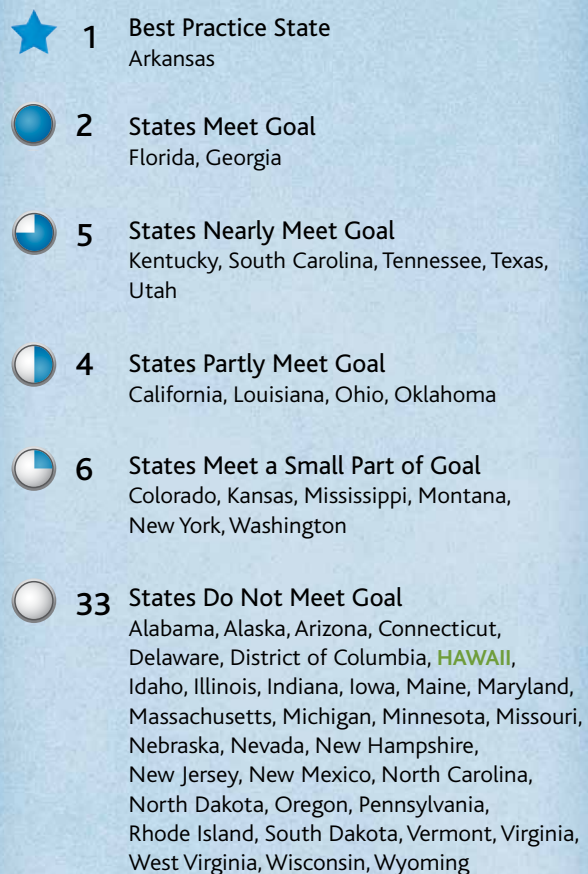 1 Best Practice State
Arkansas
2 States Meet Goal
Florida, Georgia
5 States Nearly Meet Goal
Kentucky, South Carolina, Tennessee, Texas,
Utah
4 States Partly Meet Goal
California, Louisiana, Ohio, Oklahoma
6 States Meet a Small Part of Goal
Colorado, Kansas, Mississippi, Montana,
New York, Washington
33 States Do Not Meet Goal
Alabama, Alaska, Arizona, Connecticut,
Delaware, District of Columbia, HAWAII,
Idaho, Illinois, Indiana, Iowa, Maine, Maryland,
Massachusetts, Michigan, Minnesota, Missouri,
Nebraska, Nevada, New Hampshire,
New Jersey, New Mexico, North Carolina,
North Dakota, Oregon, Pennsylvania,
Rhode Island, South Dakota, Vermont, Virginia,
West Virginia, Wisconsin, Wyoming